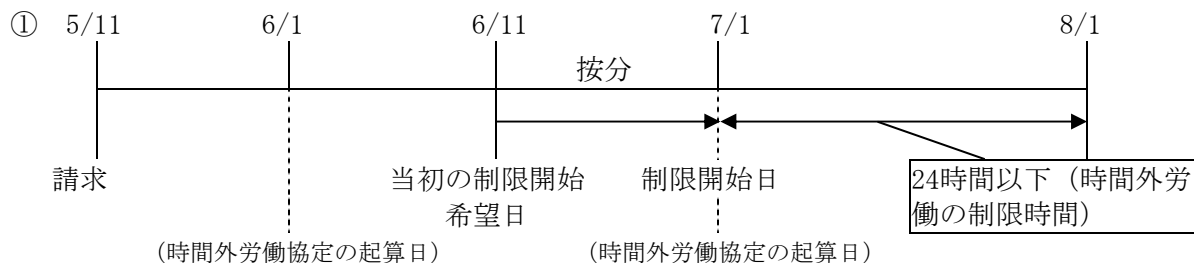 ① 5/11 6/1 6/11 7/1 8/1
按分
請求
当初の制限開始
希望日
制限開始日
24時間以下（時間外労
働の制限時間）
（時間外労働協定の起算日）
（時間外労働協定の起算日）